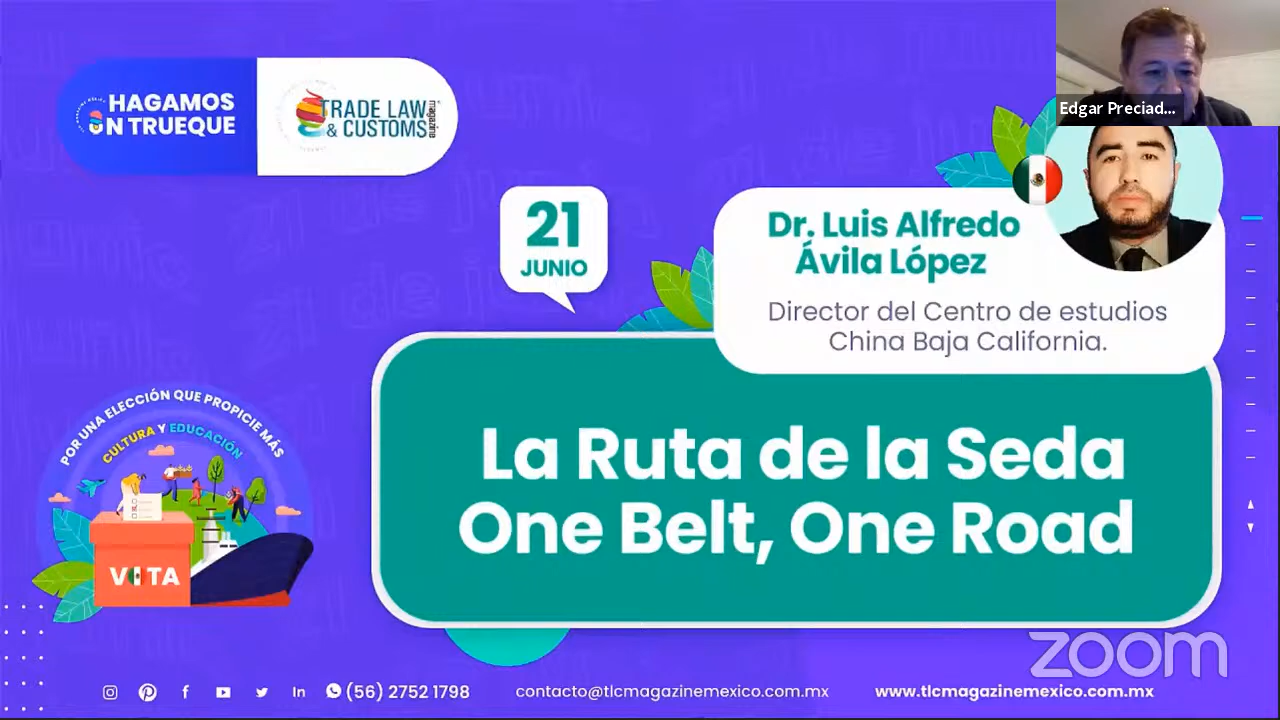 Edgar Preciad...
HAGAMOS
UN TRUEQUE
TRADE LAW
& CUSTOMS
magazine
21
JUNIO
Dr. Luis Alfredo
Ávila López
Director del Centro de estudios
China Baja California.
La Ruta de la Seda
One Belt, One Road
POR UNA ELECCIÓN QUE PROPICIE MÁS
CULTURA Y EDUCACIÓN
VOTA
zoom
(56) 2752 1798
contacto@tlcmagazinemexico.com.mx
www.tlcmagazinemexico.com.mx